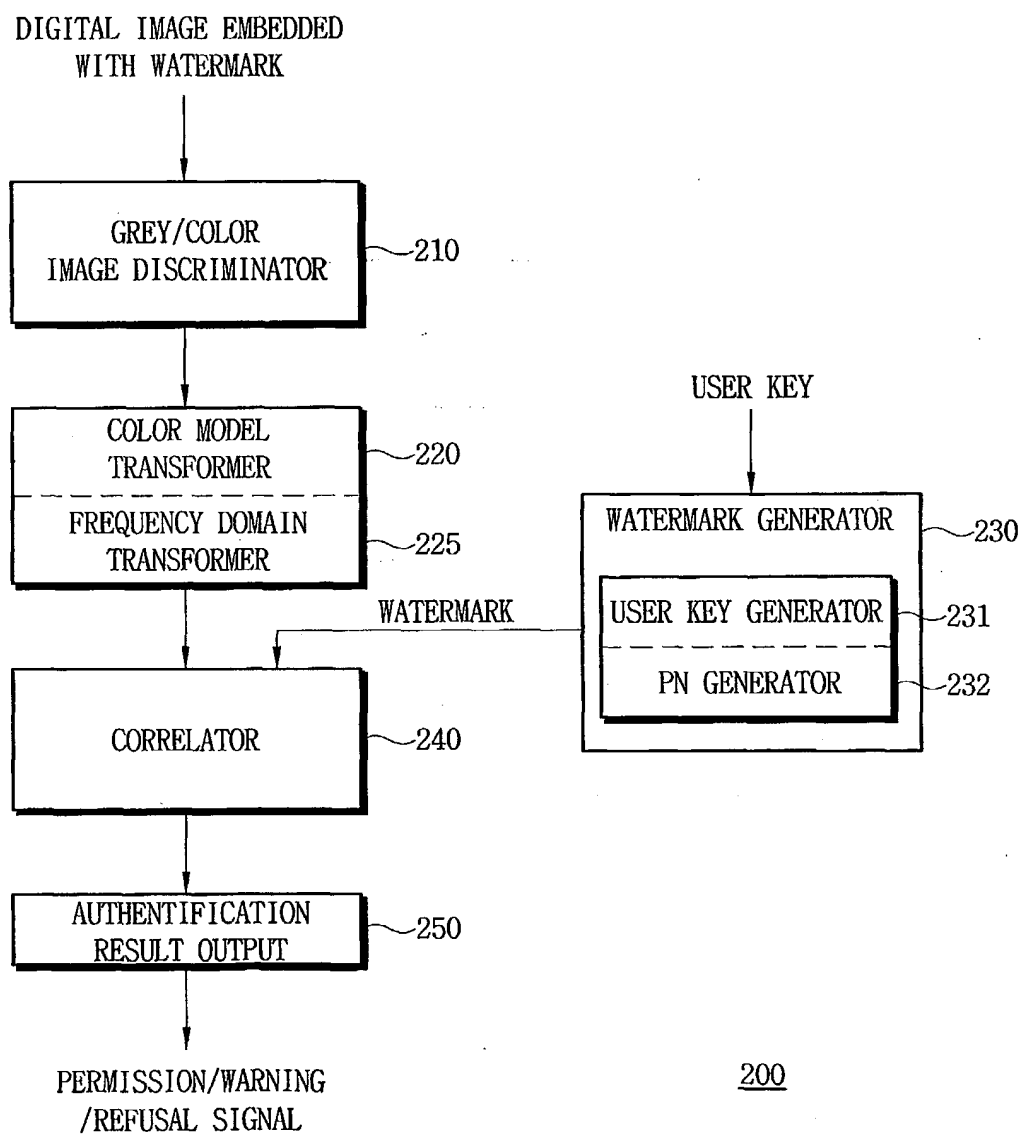 DIGITAL IMAGE EMBEDDED
WITH WATERMARK
GREY/COLOR
IMAGE DISCRIMINATOR
210
COLOR MODEL
TRANSFORMER
220
FREQUENCY DOMAIN
TRANSFORMER
225
USER KEY
WATERMARK GENERATOR
230
USER KEY GENERATOR
231
PN GENERATOR
232
WATERMARK
CORRELATOR
240
AUTHENTIFICATION
RESULT OUTPUT
250
PERMISSION/WARNING
/REFUSAL SIGNAL
200